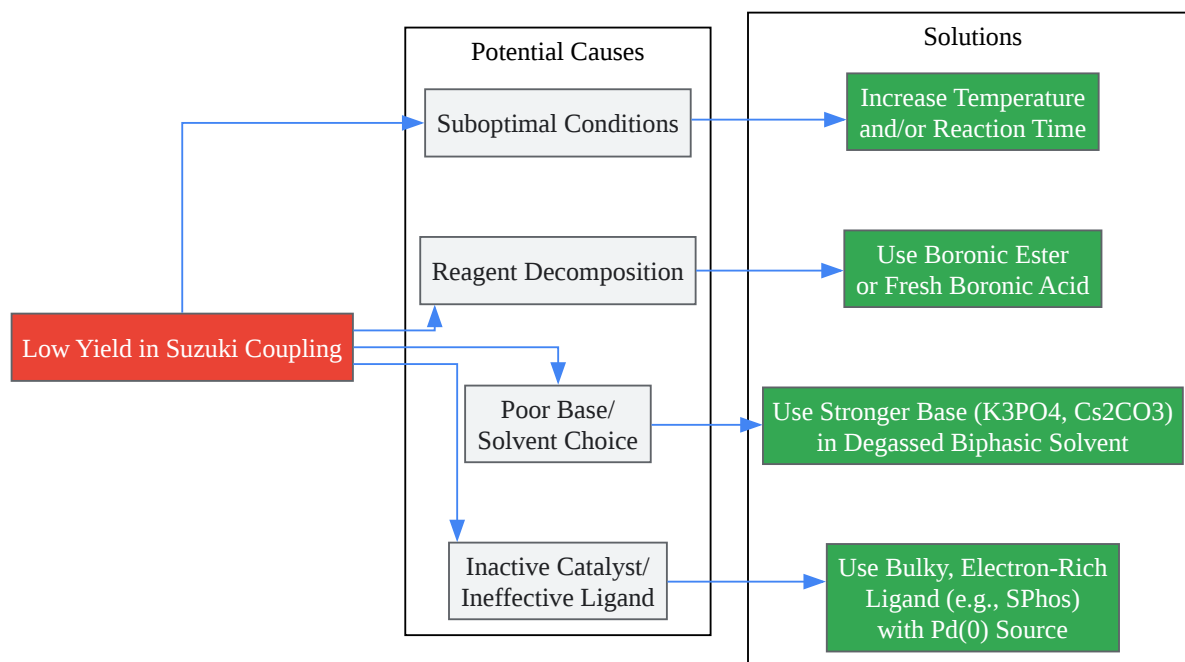 Potential Causes
Solutions
Suboptimal Conditions
Increase Temperature
and/or Reaction Time
Reagent Decomposition
Use Boronic Ester
or Fresh Boronic Acid
Low Yield in Suzuki Coupling
Poor Base/
Solvent Choice
Use Stronger Base (K3PO4, Cs2CO3)
in Degassed Biphasic Solvent
Inactive Catalyst/
Ineffective Ligand
Use Bulky, Electron-Rich
Ligand (e.g., SPhos)
with Pd(0) Source